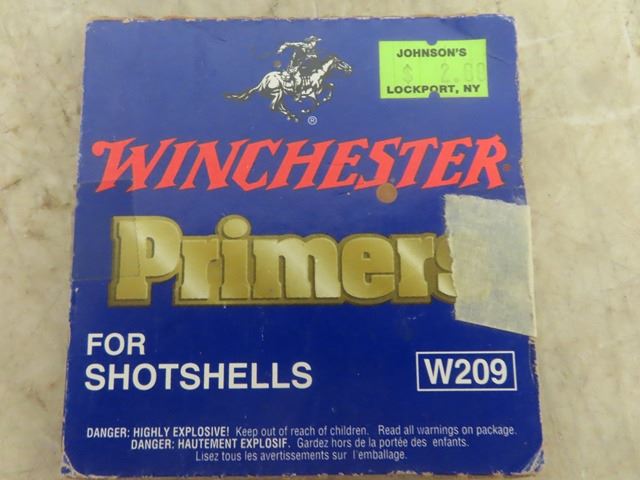 JOHNSON'S
$ 2.69
LOCKPORT, NY
®
WINCHESTER
Primers
FOR
SHOTSHELLS
W209
DANGER: HIGHLY EXPLOSIVE! Keep out of reach of children. Read all warnings on package.
DANGER: HAUTEMENT EXPLOSIF. Gardez hors de la portée des enfants.
Lisez tous les avertissements sur l'emballage.